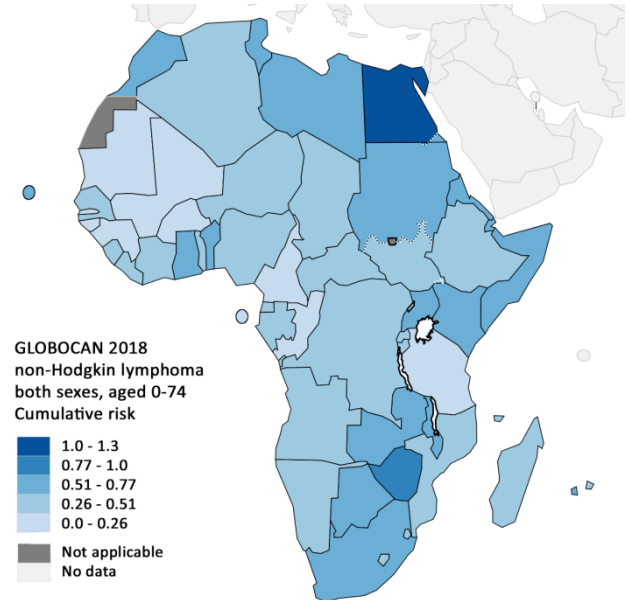 GLOBOCAN 2018
non-Hodgkin lymphoma
both sexes, aged 0-74
Cumulative risk
1.0 - 1.3
0.77 - 1.0
0.51 - 0.77
0.26 - 0.51
0.0 - 0.26
Not applicable
No data